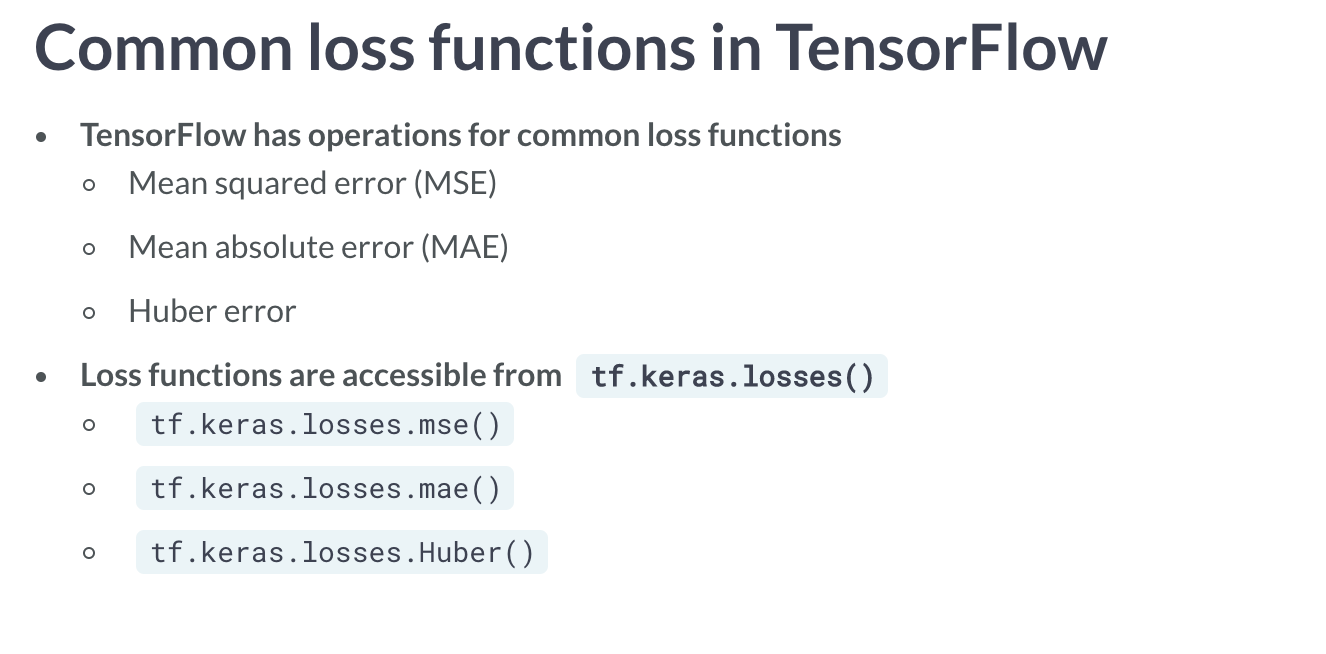 Common loss functions in TensorFlow
TensorFlow has operations for common loss functions
Mean squared error (MSE)
Mean absolute error (MAE)
Huber error
Loss functions are accessible from tf.keras.losses()
tf.keras.losses.mse()
tf.keras.losses.mae()
tf.keras.losses.Huber()